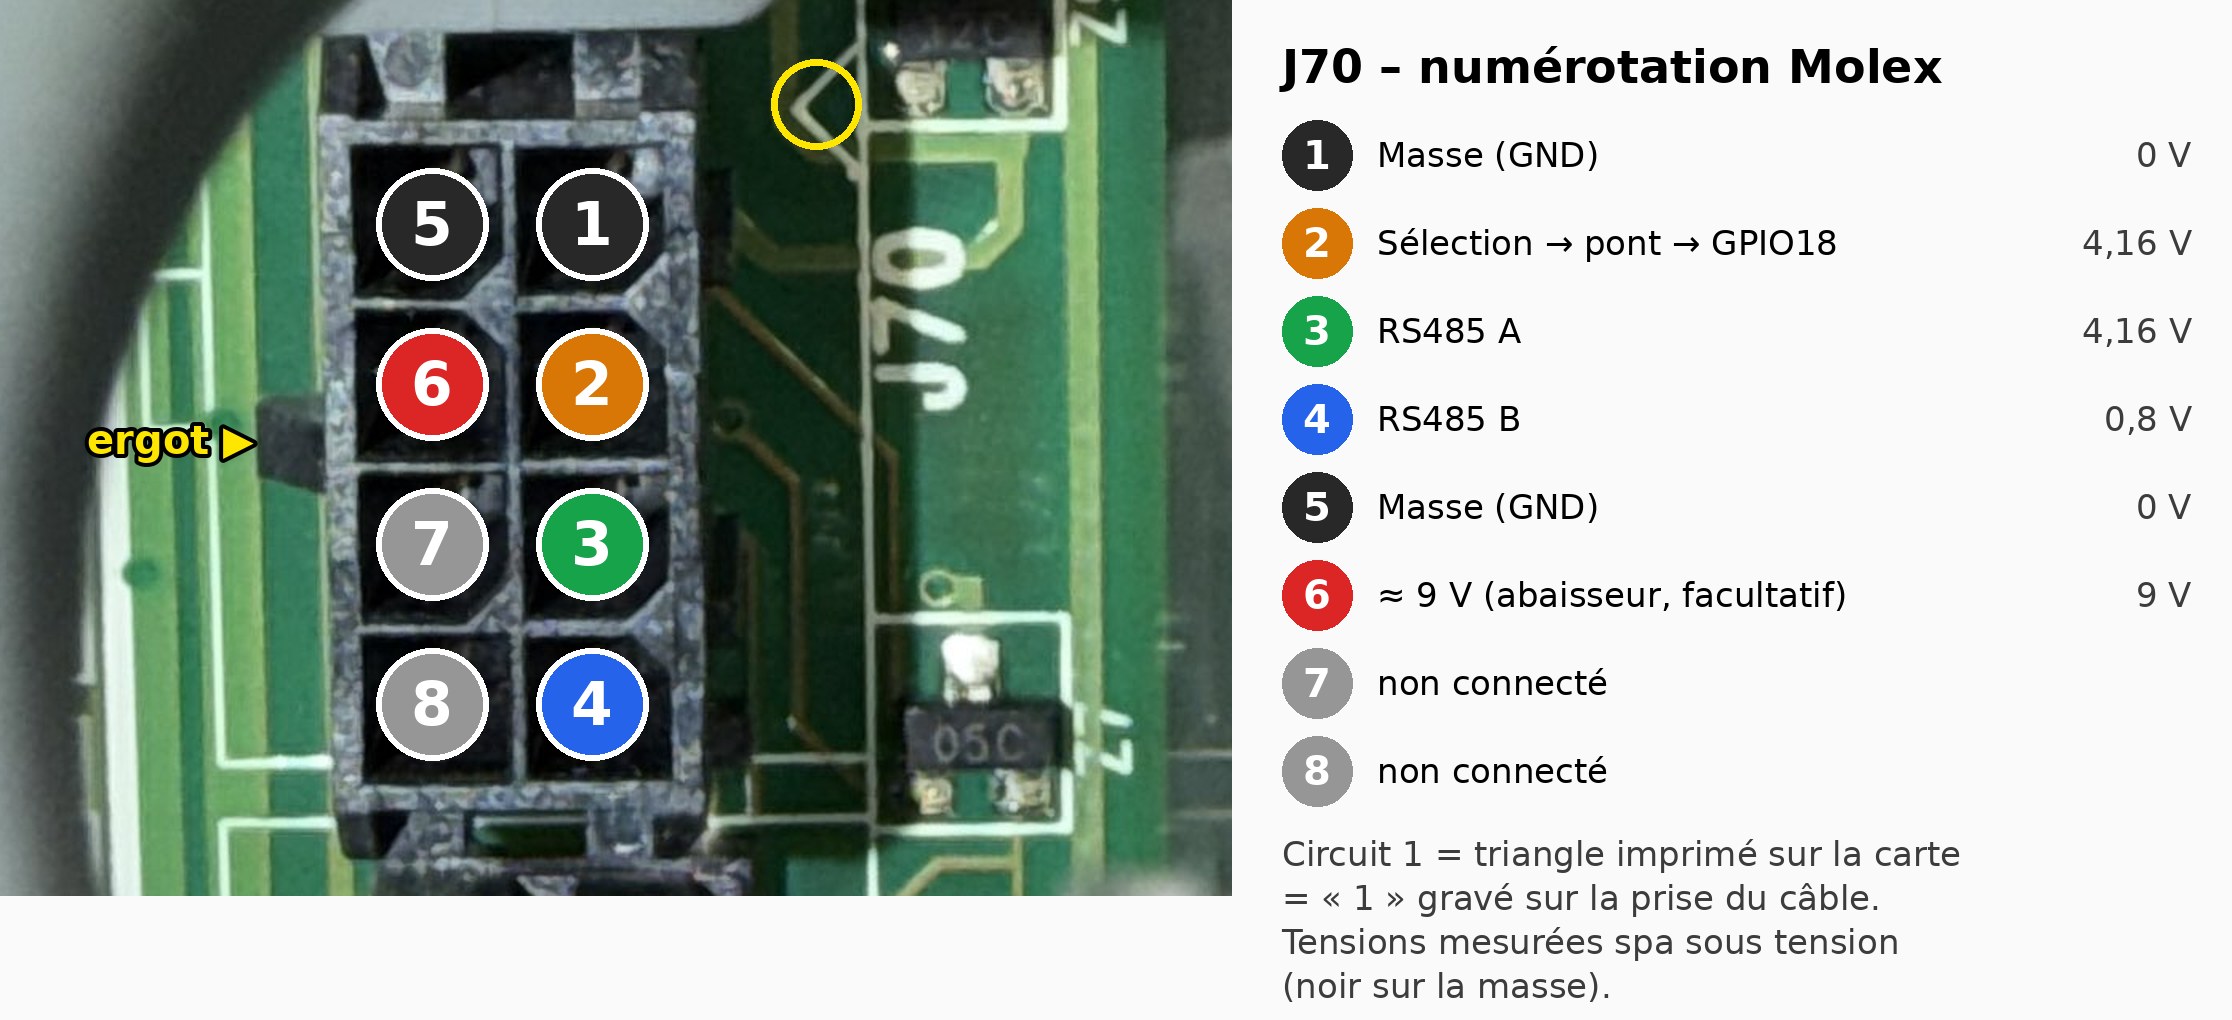 12C
5 1
6 2
ergot ▶
7 3
8 4
J70
05C
J70 – numérotation Molex
1 Masse (GND) 0 V
2 Sélection → pont → GPIO18 4,16 V
3 RS485 A 4,16 V
4 RS485 B 0,8 V
5 Masse (GND) 0 V
6 ≈ 9 V (abaisseur, facultatif) 9 V
7 non connecté
8 non connecté
Circuit 1 = triangle imprimé sur la carte
= « 1 » gravé sur la prise du câble.
Tensions mesurées spa sous tension
(noir sur la masse).